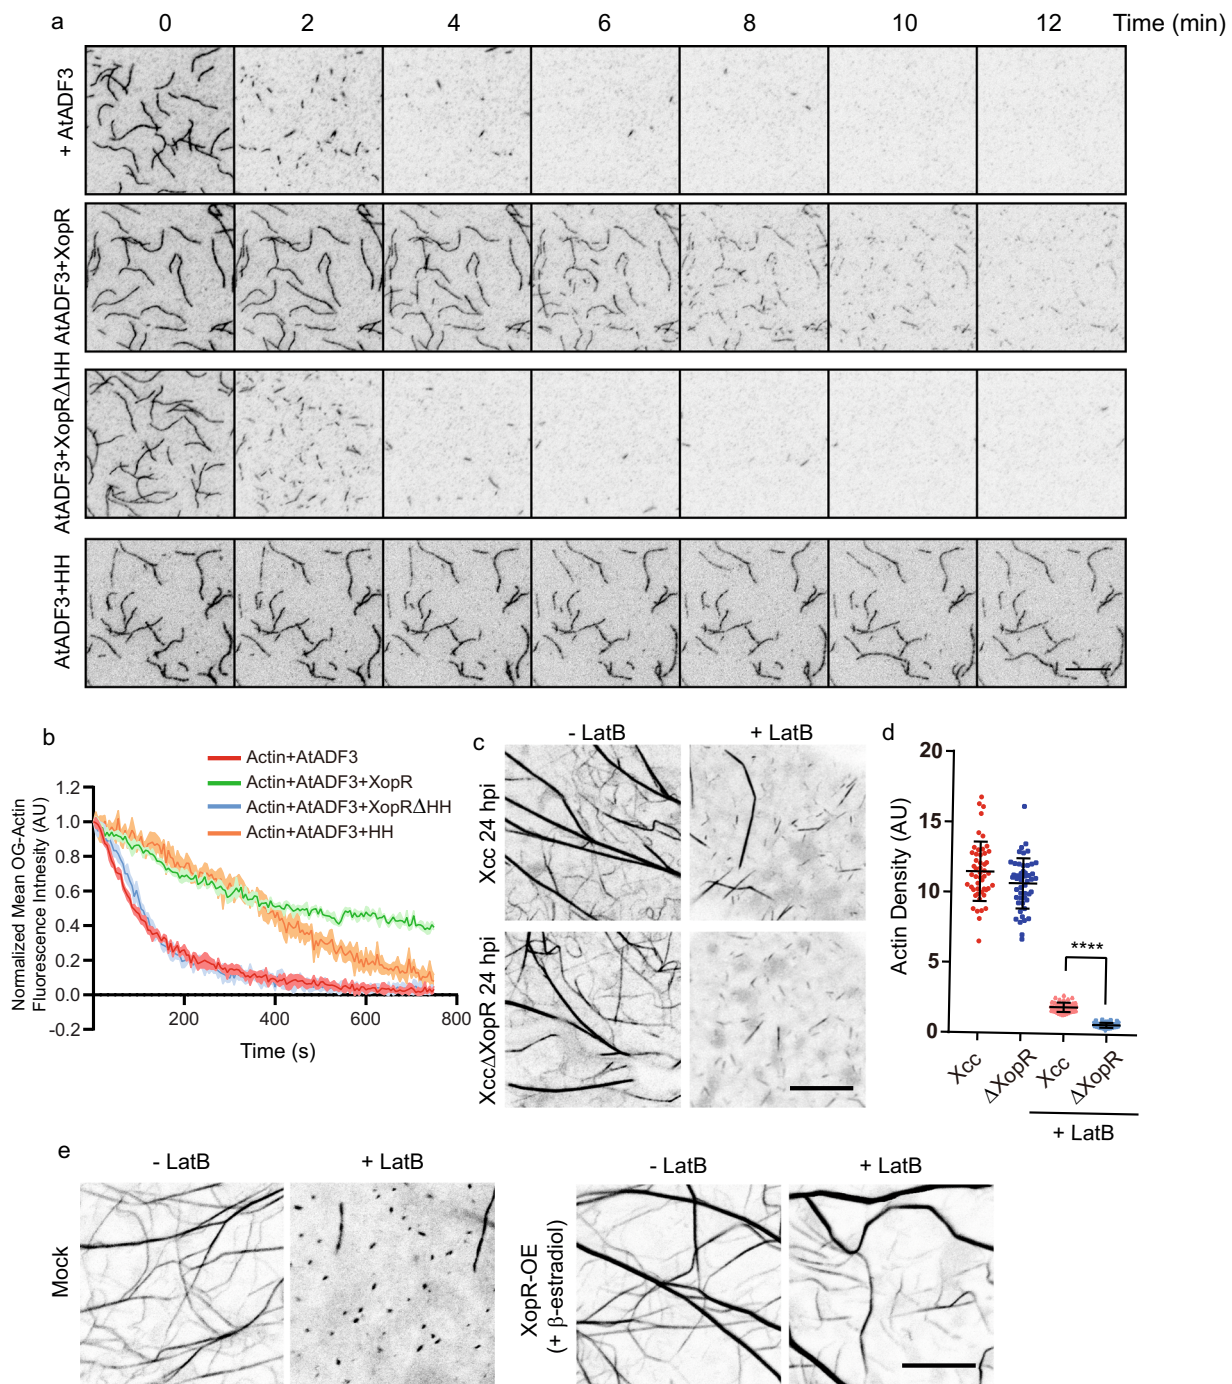 a
0 2 4 6 8 10 12 Time (min)
+ AtADF3
AtADF3+XopR
AtADF3+XopRΔHH
AtADF3+HH
b
Actin+AtADF3
Actin+AtADF3+XopR
Actin+AtADF3+XopRΔHH
Actin+AtADF3+HH
Normalized Mean OG-Actin
Fluorescence Intnesity (AU)
1.2
1.0
0.8
0.6
0.4
0.2
0.0
-0.2
200 400 600 800
Time (s)
c
- LatB + LatB
Xcc 24 hpi
XccΔXopR 24 hpi
d
Actin Density (AU)
20
15
10
5
0
****
Xcc ΔXopR Xcc ΔXopR
+ LatB
e
- LatB + LatB
Mock
- LatB + LatB
XopR-OE
(+ β-estradiol)